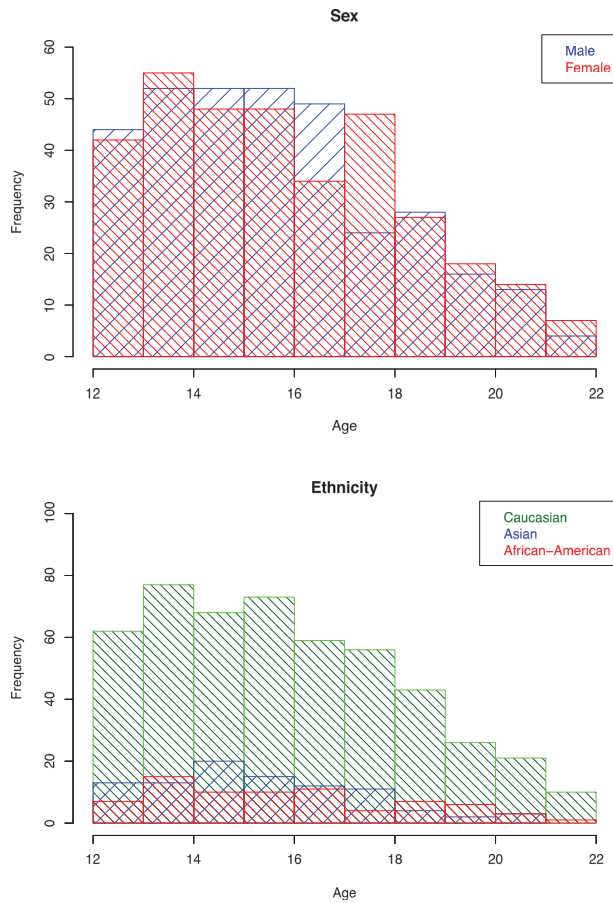 Sex
Male
Female
60
50
40
30
20
10
0
Frequency
12 14 16 18 20 22
Age
Ethnicity
Caucasian
Asian
African−American
100
80
60
40
20
0
Frequency
12 14 16 18 20 22
Age